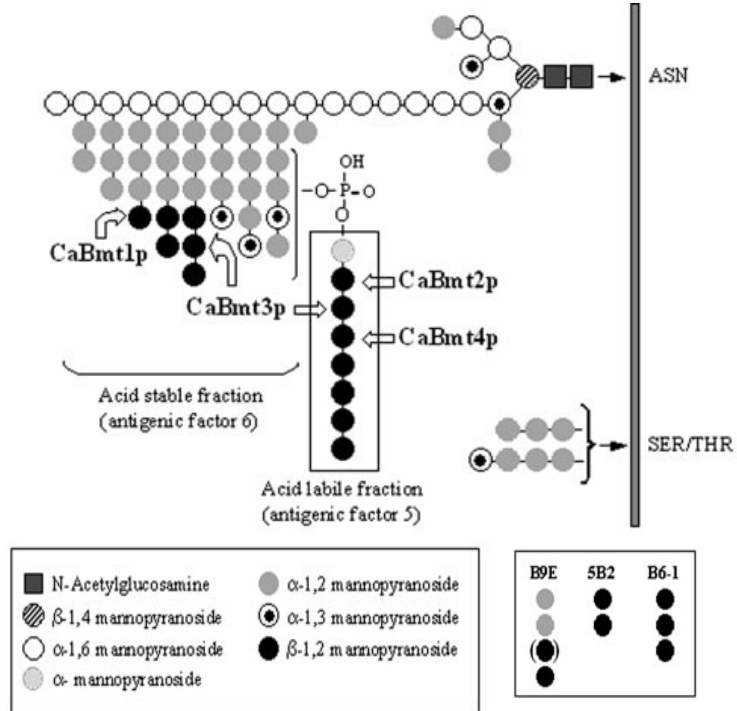 ASN
OH
O P O
O
CaBmt1p
CaBmt2p
CaBmt3p
CaBmt4p
Acid stable fraction
(antigenic factor 6)
SER/THR
Acid labile fraction
(antigenic factor 5)
N-Acetylglucosamine
β-1,4 mannopyranoside
α-1,6 mannopyranoside
α- mannopyranoside
α-1,2 mannopyranoside
α-1,3 mannopyranoside
β-1,2 mannopyranoside
B9E 5B2 B6-1
( )